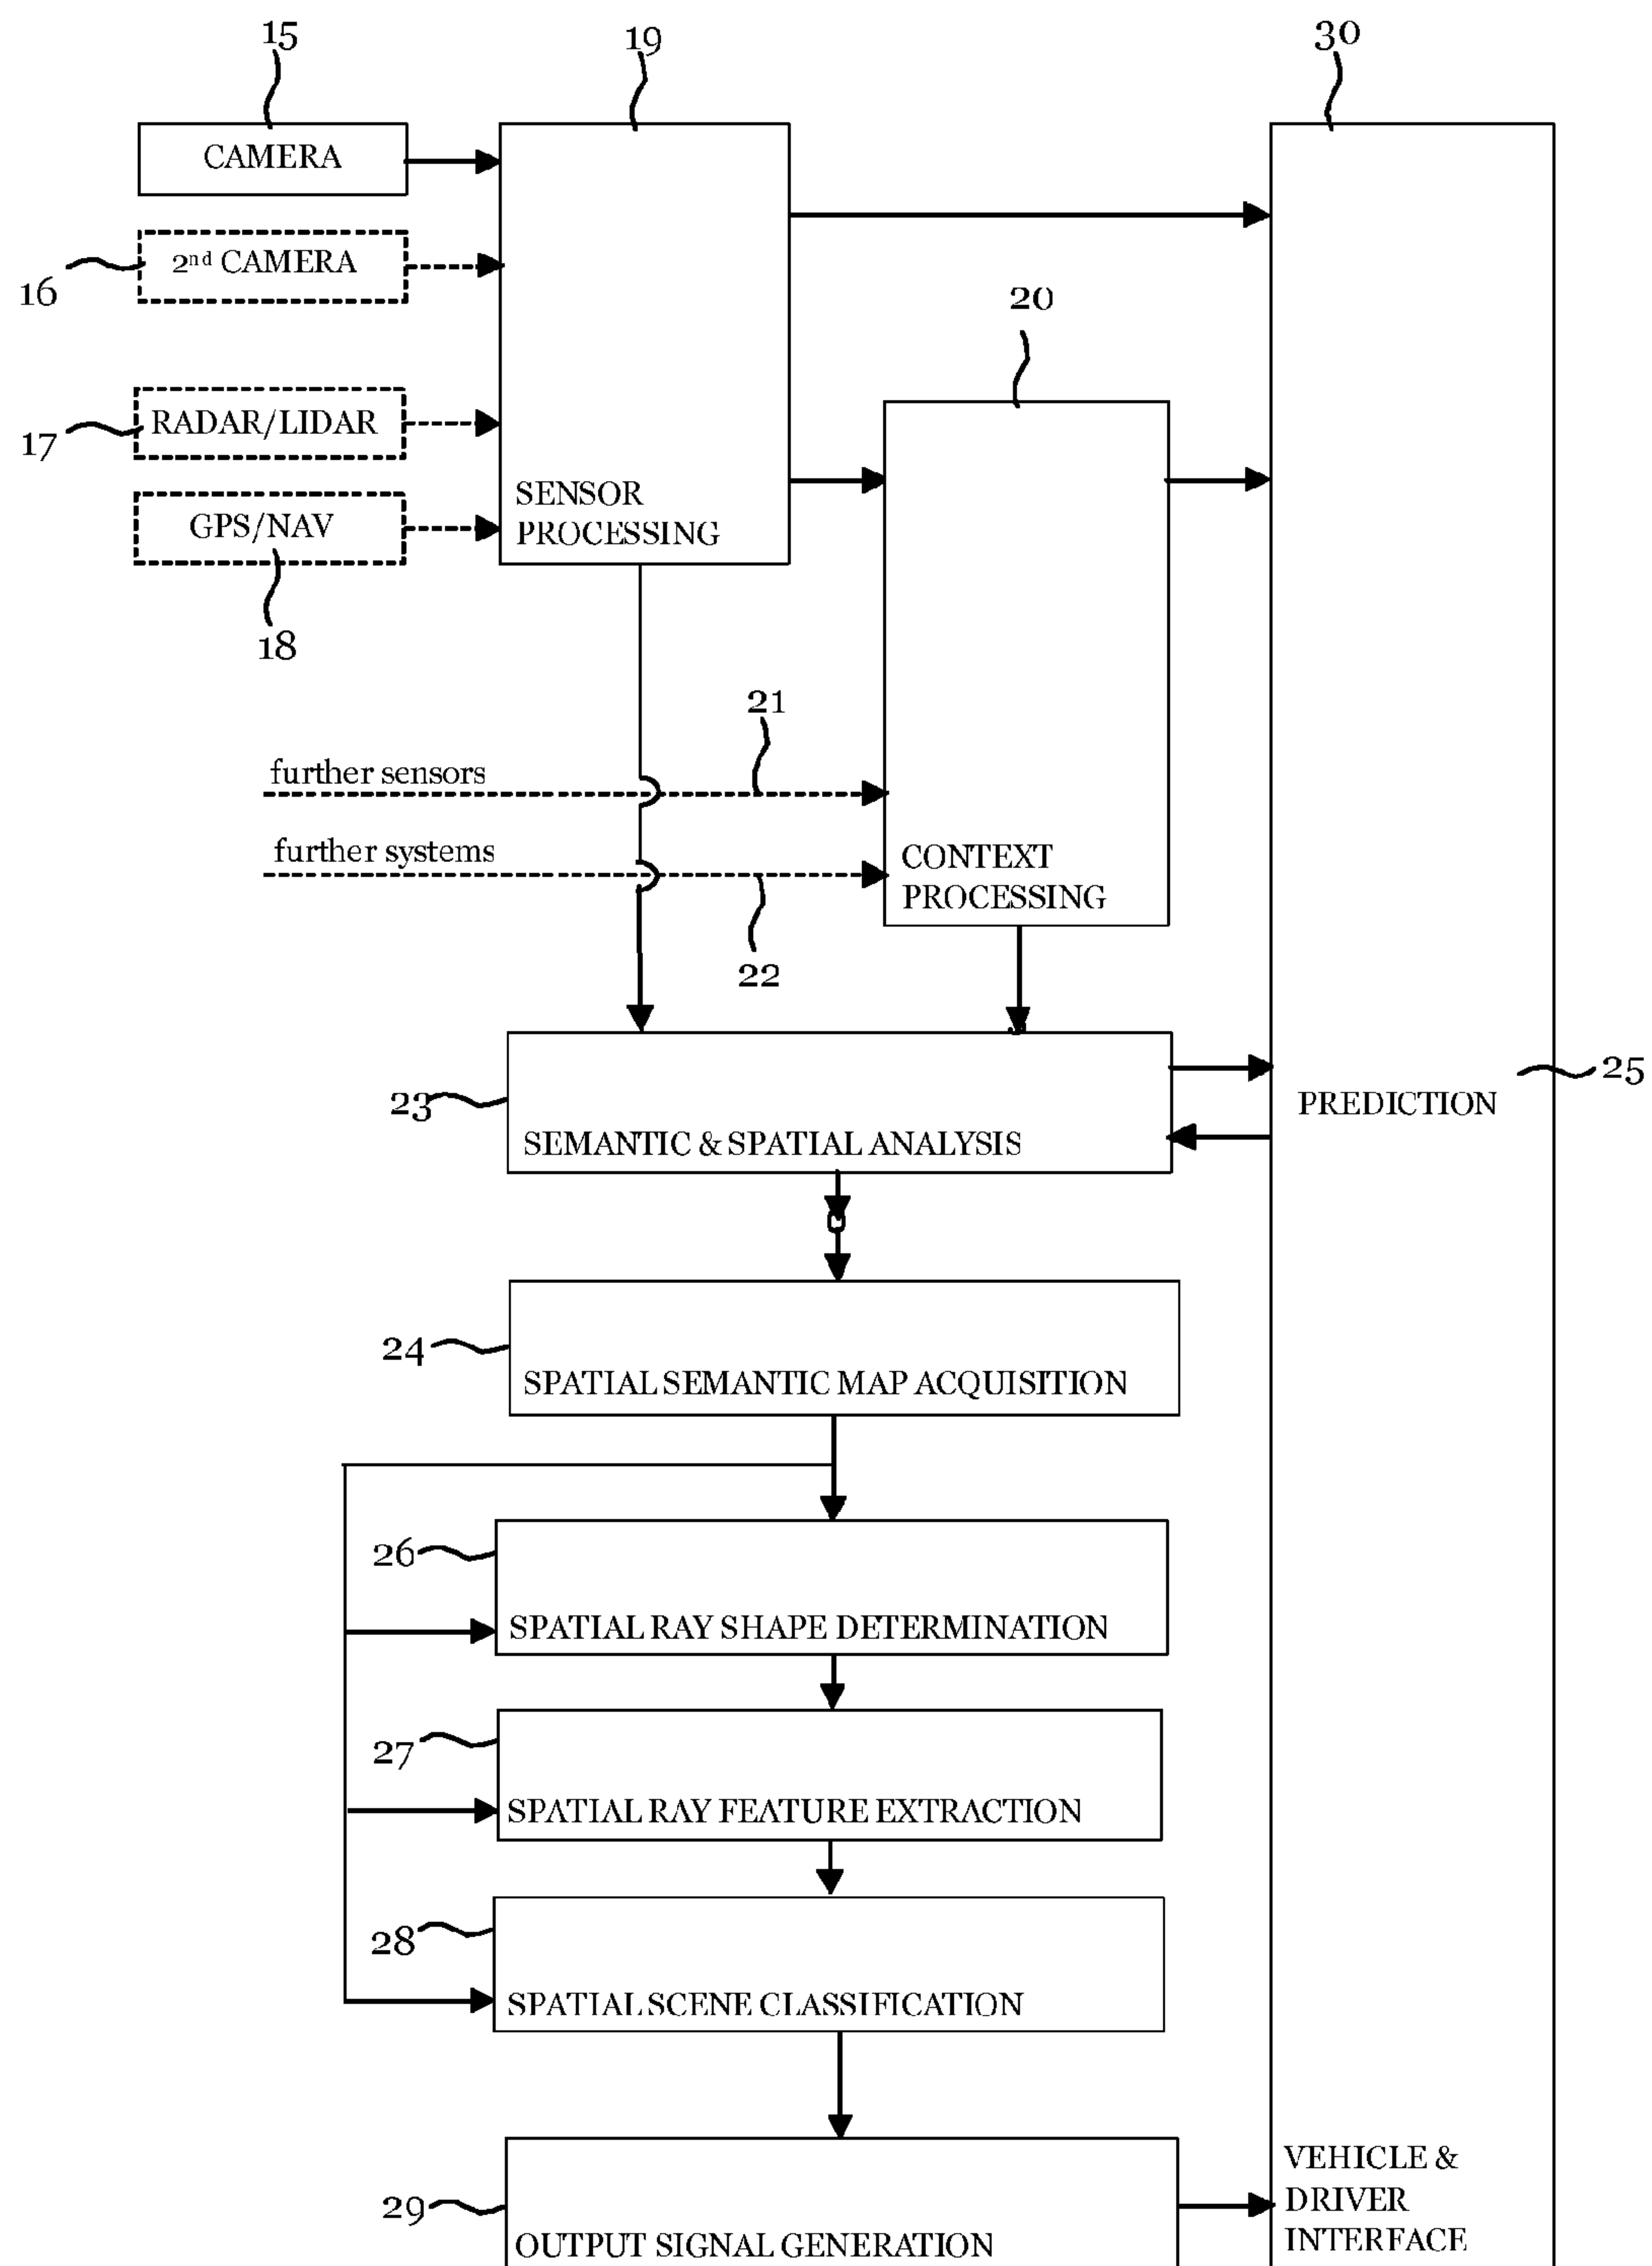 15
19
30
CAMERA
2nd CAMERA
16
20
RADAR/LIDAR
17
SENSOR
PROCESSING
GPS/NAV
18
21
further sensors
further systems
CONTEXT
PROCESSING
22
25
23
PREDICTION
SEMANTIC & SPATIAL ANALYSIS
24
SPATIAL SEMANTIC MAP ACQUISITION
26
SPATIAL RAY SHAPE DETERMINATION
27
SPATIAL RAY FEATURE EXTRACTION
28
SPATIAL SCENE CLASSIFICATION
VEHICLE &
DRIVER
INTERFACE
29
OUTPUT SIGNAL GENERATION